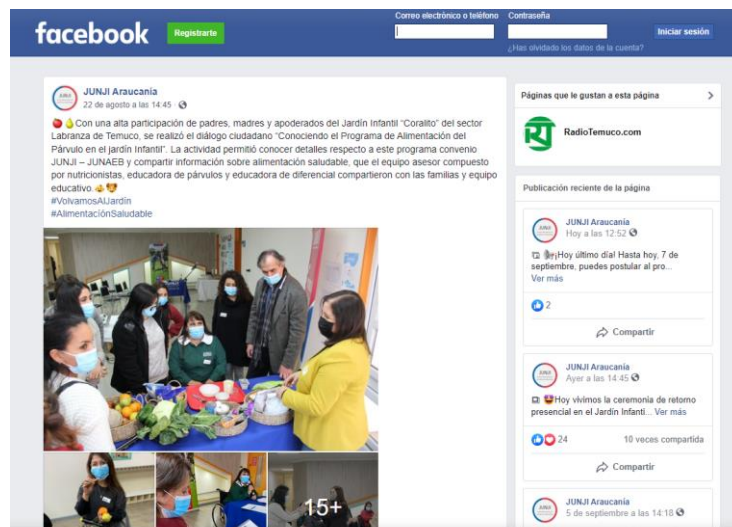 facebook
Registrarte
Correo electrónico o teléfono
Contraseña
Iniciar sesión
¿Has olvidado los datos de la cuenta?
JUNJI Araucanía
22 de agosto a las 14:45
🍎🍐Con una alta participación de padres, madres y apoderados del Jardín Infantil “Coralito” del sector
Labranza de Temuco, se realizó el diálogo ciudadano “Conociendo el Programa de Alimentación del
Párvulo en el jardín Infantil”. La actividad permitió conocer detalles respecto a este programa convenio
JUNJI – JUNAEB y compartir información sobre alimentación saludable, que el equipo asesor compuesto
por nutricionistas, educadora de párvulos y educadora de diferencial compartieron con las familias y equipo
educativo.
#VolvamosAlJardín
#AlimentaciónSaludable
15+
Páginas que le gustan a esta página
RadioTemuco.com
Publicación reciente de la página
JUNJI Araucanía
Hoy a las 12:52
¡Hoy último día! Hasta hoy, 7 de
septiembre, puedes postular al pro...
Ver más
2
Compartir
JUNJI Araucanía
Ayer a las 14:45
Hoy vivimos la ceremonia de retorno
presencial en el Jardín Infanti... Ver más
24
10 veces compartida
Compartir
JUNJI Araucanía
5 de septiembre a las 14:18